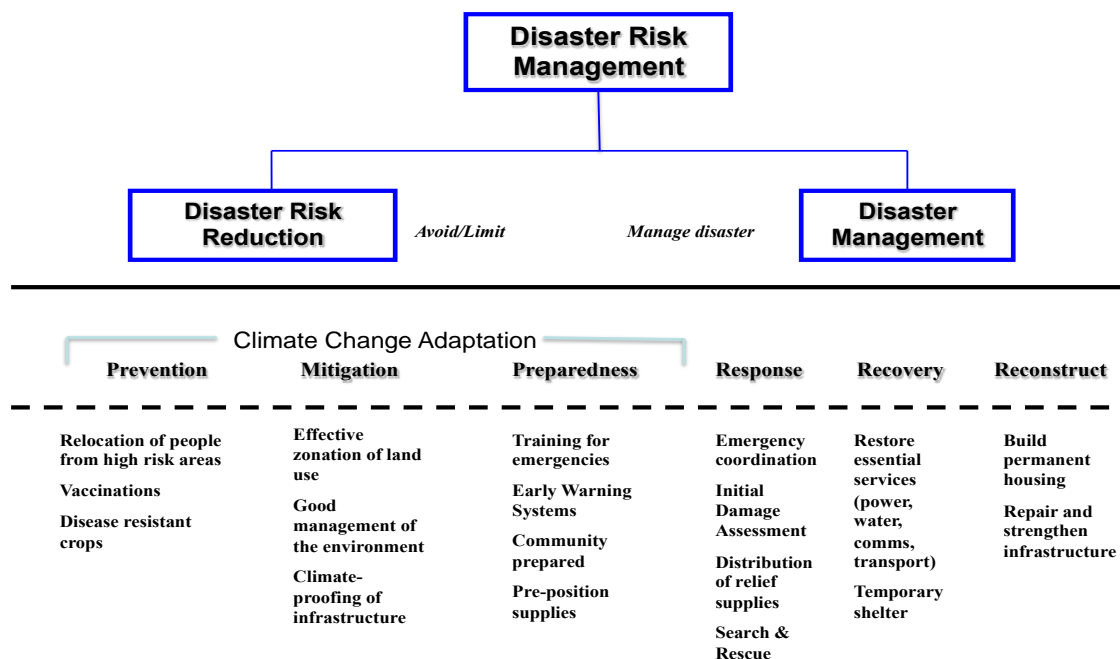 Disaster Risk
Management
Disaster Risk
Reduction
Avoid/Limit
Manage disaster
Disaster
Management
Climate Change Adaptation
Prevention
Mitigation
Preparedness
Response
Recovery
Reconstruct
Relocation of people
from high risk areas
Vaccinations
Disease resistant
crops
Effective
zonation of land
use
Good
management of
the environment
Climate-
proofing of
infrastructure
Training for
emergencies
Early Warning
Systems
Community
prepared
Pre-position
supplies
Emergency
coordination
Initial
Damage
Assessment
Distribution
of relief
supplies
Search &
Rescue
Restore
essential
services
(power,
water,
comms,
transport)
Temporary
shelter
Build
permanent
housing
Repair and
strengthen
infrastructure